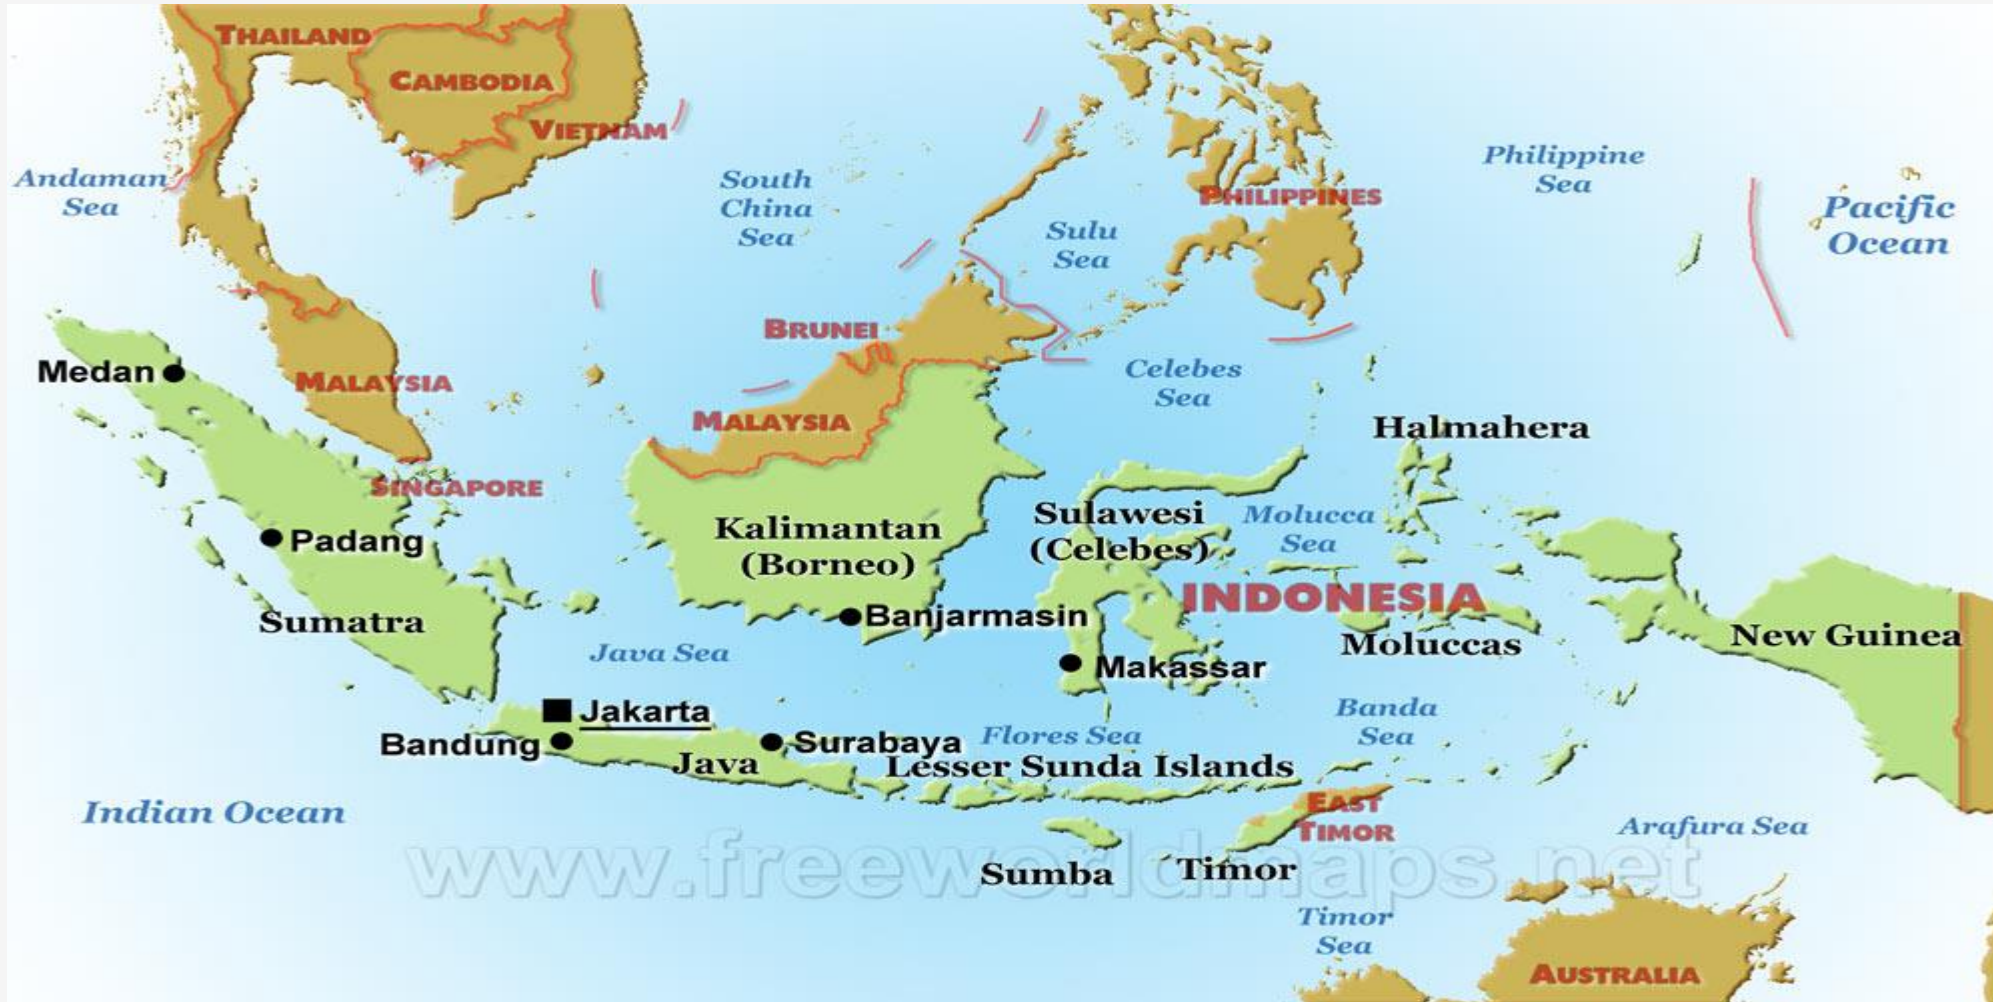 THAILAND
CAMBODIA
VIETNAM
Andaman
Sea
South
China
Sea
Philippine
Sea
PHILIPPINES
Pacific
Ocean
Sulu
Sea
BRUNEI
Medan
MALAYSIA
Celebes
Sea
MALAYSIA
Halmahera
SINGAPORE
Sulawesi
(Celebes)
Molucca
Sea
Kalimantan
(Borneo)
Padang
INDONESIA
Sumatra
Banjarmasin
Moluccas
New Guinea
Java Sea
Makassar
Jakarta
Banda
Sea
Bandung
Surabaya
Flores Sea
Java
Lesser Sunda Islands
Indian Ocean
EAST
TIMOR
Arafura Sea
www.freeworldmaps.net
Sumba
Timor
Timor
Sea
AUSTRALIA